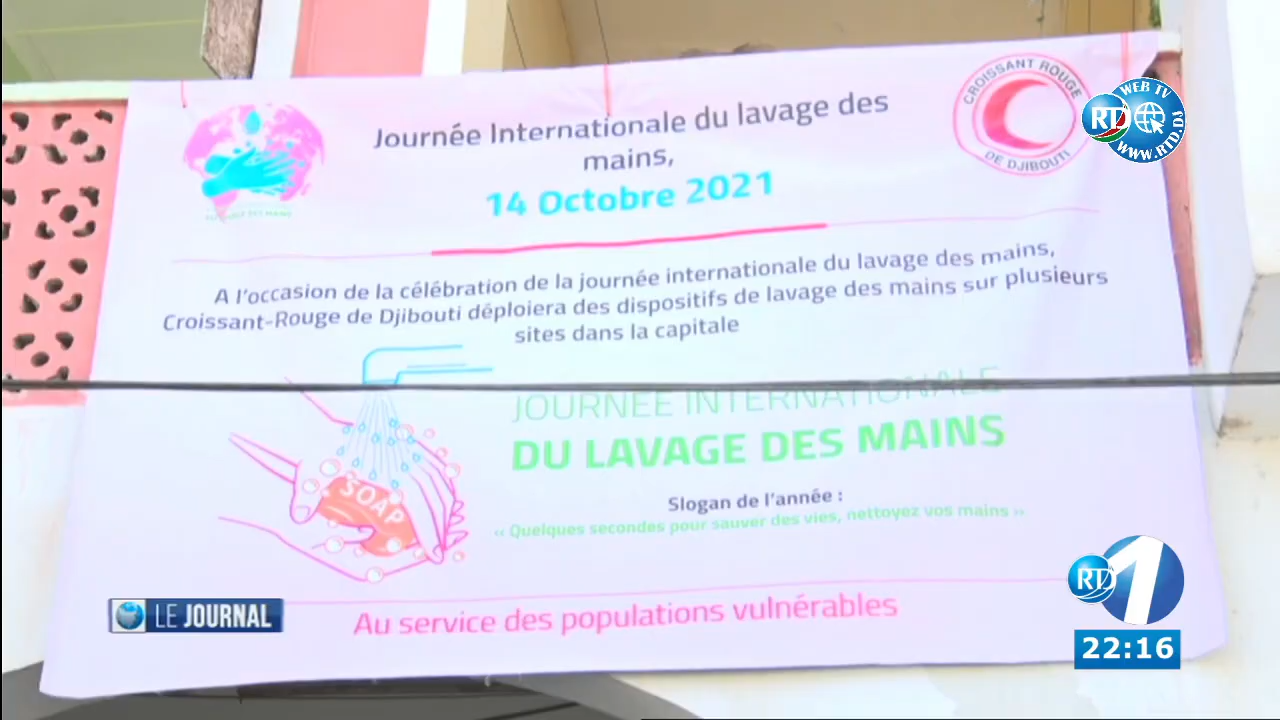 Journée Internationale du lavage des
mains,
14 Octobre 2021
CROISSANT ROUGE
DE DJIBOUTI
RTD
WEB TV
WWW.RTD.DJ
A l'occasion de la célébration de la journée internationale du lavage des mains,
Croissant-Rouge de Djibouti déploiera des dispositifs de lavage des mains sur plusieurs
sites dans la capitale
JOURNÉE INTERNATIONALE
DU LAVAGE DES MAINS
SOAP
Slogan de l'année :
‹‹ Quelques secondes pour sauver des vies, nettoyez vos mains ››
Au service des populations vulnérables
LE JOURNAL
RTD
1
22:16